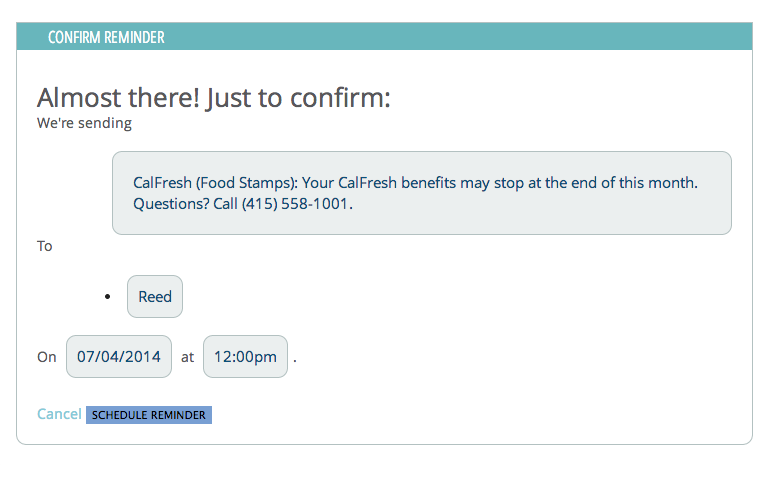 CONFIRM REMINDER
Almost there! Just to confirm:
We're sending
CalFresh (Food Stamps): Your CalFresh benefits may stop at the end of this month.
Questions? Call (415) 558-1001.
To
• Reed
On 07/04/2014 at 12:00pm .
Cancel SCHEDULE REMINDER